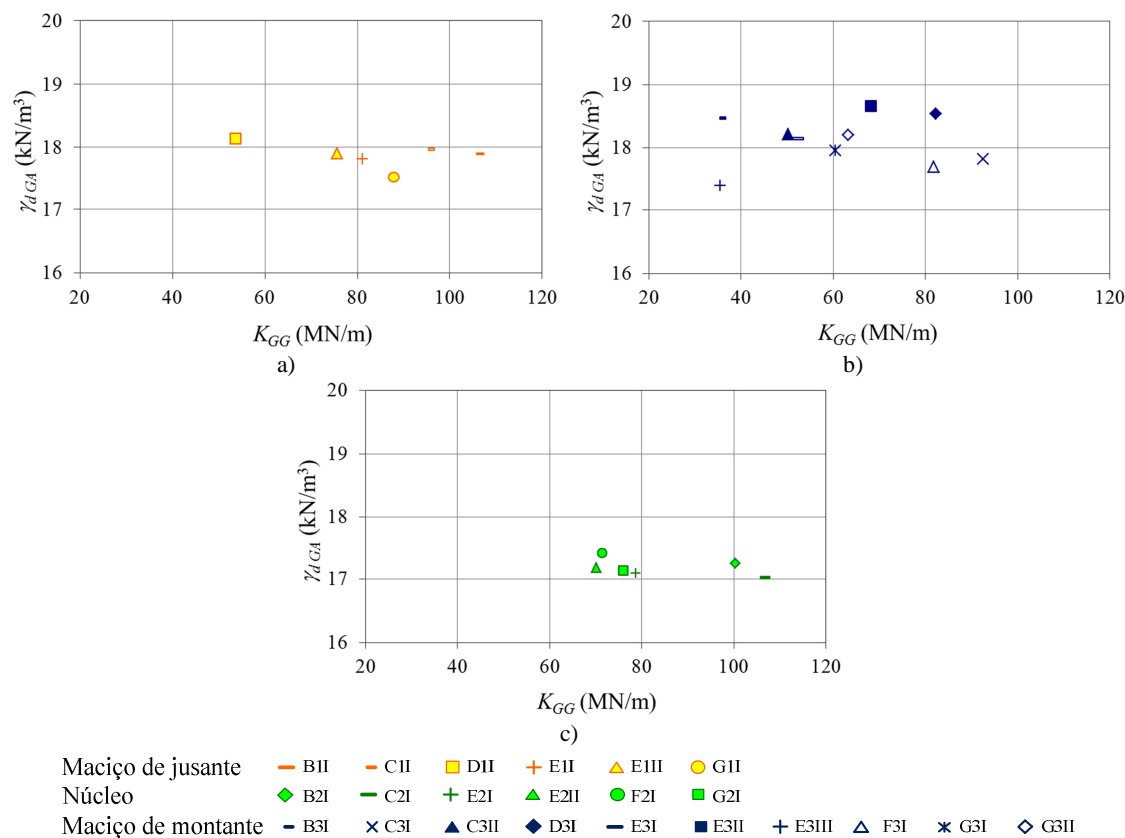 20
19
18
17
16
γd GA (kN/m³)
20 40 60 80 100 120
KGG (MN/m)
a)
20
19
18
17
16
γd GA (kN/m³)
20 40 60 80 100 120
KGG (MN/m)
b)
20
19
18
17
16
γd GA (kN/m³)
20 40 60 80 100 120
KGG (MN/m)
c)
Maciço de jusante B1I C1I D1I E1I E1II G1I
Núcleo B2I C2I E2I E2II F2I G2I
Maciço de montante B3I C3I C3II D3I E3I E3II E3III F3I G3I G3II